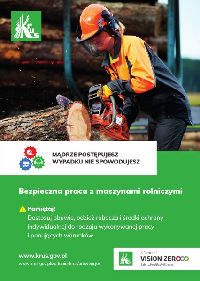 KRUS
MĄDRZE POSTĘPUJESZ
WYPADKU NIE SPOWODUJESZ
Bezpieczna praca z maszynami rolniczymi
Pamiętaj!
Dostosuj obuwie, odzież roboczą i środki ochrony
indywidualnej do rodzaju wykonywanej pracy
i panujących warunków.
www.krus.gov.pl
VISION ZERO